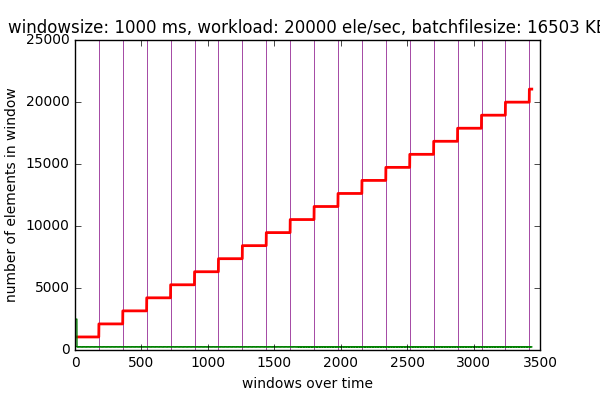 windowsize: 1000 ms, workload: 20000 ele/sec, batchfilesize: 16503 KB
25000
20000
15000
10000
5000
0
number of elements in window
0 500 1000 1500 2000 2500 3000 3500
windows over time